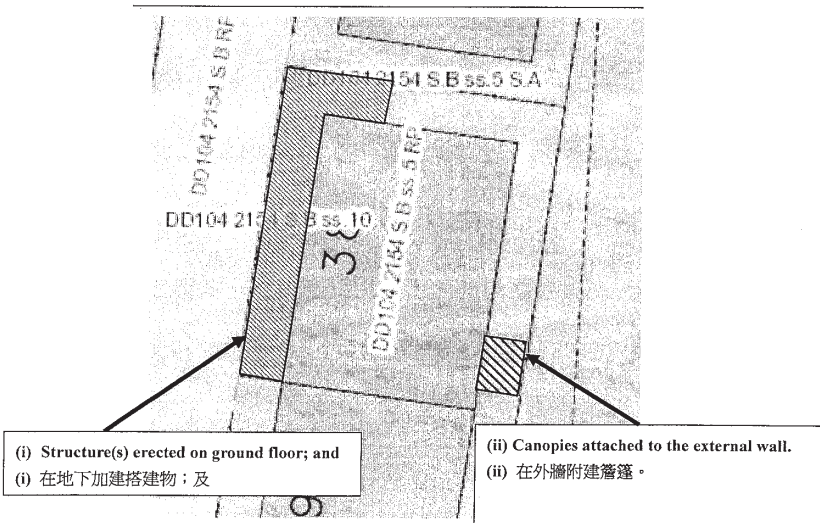 DD104 2154 S.B RP
2154 S.B ss.5 S.A
DD104 2154 S.B ss.5 RP
DD104 2154 S.B ss.10
(i) Structure(s) erected on ground floor; and
(i) 在地下加建搭建物；及
(ii) Canopies attached to the external wall.
(ii) 在外牆附建簷篷。